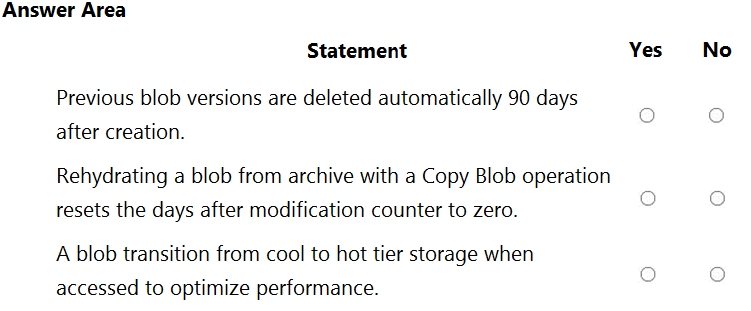 Answer Area
Statement Yes No
Previous blob versions are deleted automatically 90 days
after creation.
Rehydrating a blob from archive with a Copy Blob operation
resets the days after modification counter to zero.
A blob transition from cool to hot tier storage when
accessed to optimize performance.